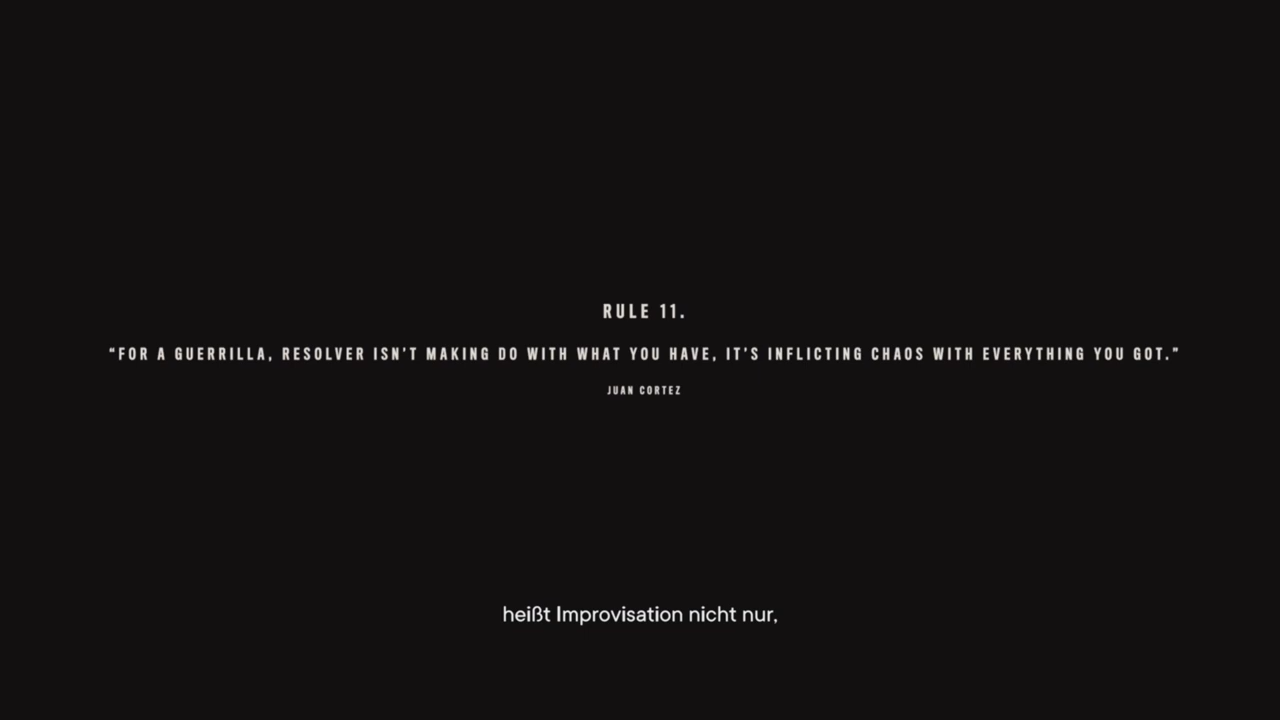 RULE 11.
“FOR A GUERRILLA, RESOLVER ISN'T MAKING DO WITH WHAT YOU HAVE, IT'S INFLICTING CHAOS WITH EVERYTHING YOU GOT.”
JUAN CORTEZ
heißt Improvisation nicht nur,